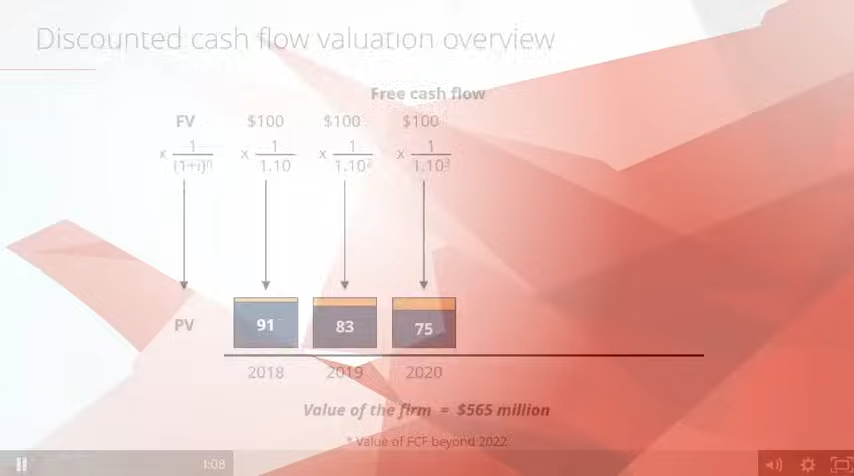 Discounted cash flow valuation overview
Free cash flow
FV $100 $100 $100
x 1/(1+i)ⁿ x 1/1.10 x 1/1.10² x 1/1.10³
PV 91 83 75
2018 2019 2020
Value of the firm = $565 million
* Value of FCF beyond 2022
1:08